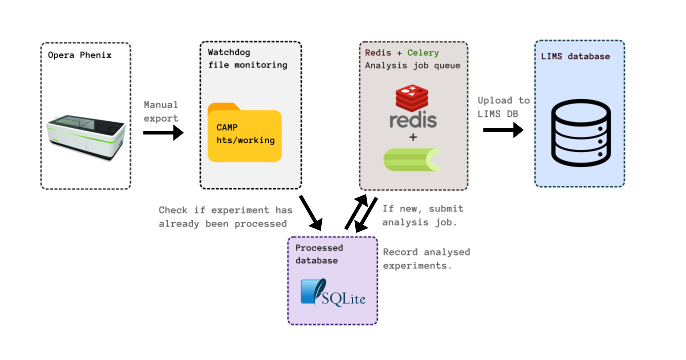 Opera Phenix
Manual
export
Watchdog
file monitoring
CAMP
hts/working
Redis + Celery
Analysis job queue
redis
+
Upload to
LIMS DB
LIMS database
Check if experiment has
already been processed
If new, submit
analysis job.
Processed
database
SQLite
Record analysed
experiments.